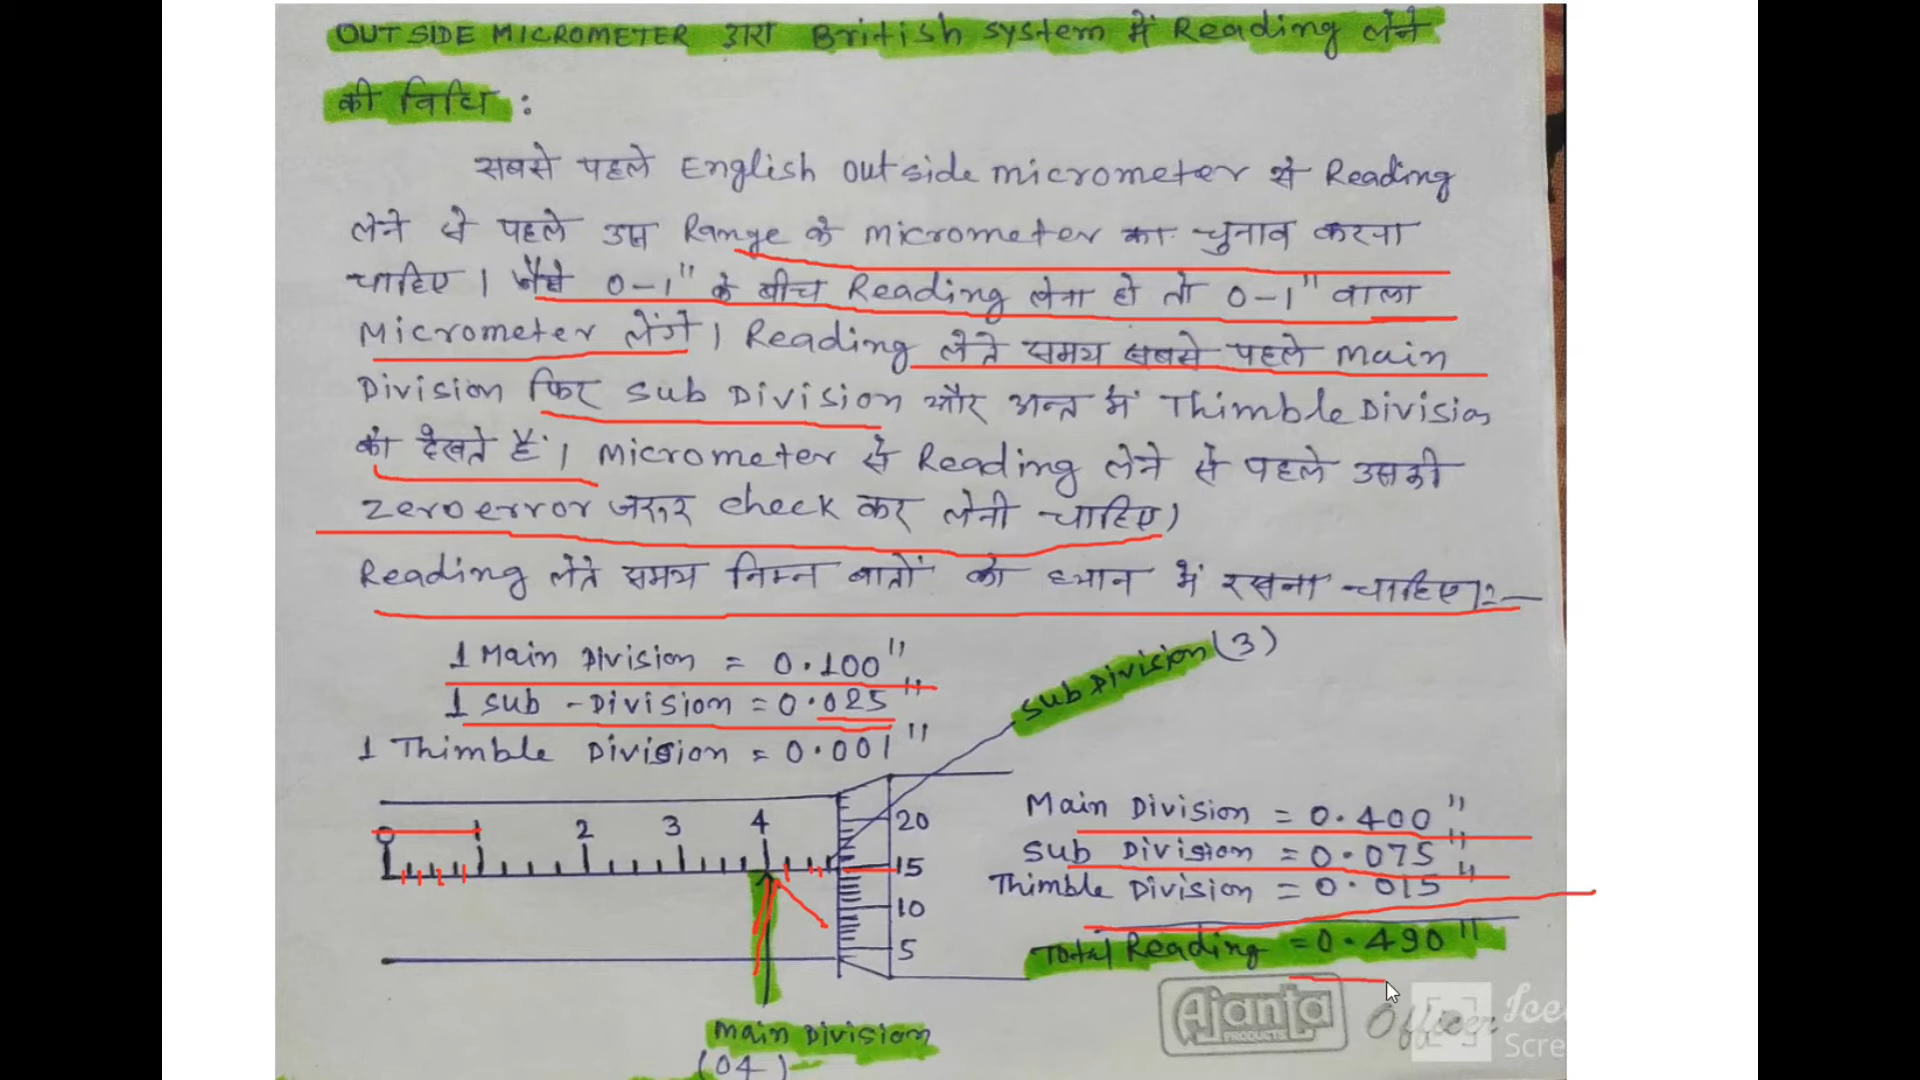 OUTSIDE MICROMETER द्वारा British system में Reading लेने
की विधि :
सबसे पहले English outside micrometer से Reading
लेने से पहले उस Range के micrometer का चुनाव करना
चाहिए। जैसे 0-1" के बीच Reading लेना हो तो 0-1" वाला
Micrometer लेंगे। Reading लेते समय सबसे पहले main
Division फिर sub Division और अन्त में Thimble Division
को देखते हैं। Micrometer से Reading लेने से पहले उसकी
zero error जरुर check कर लेनी चाहिए।
Reading लेते समय निम्न बातों को ध्यान में रखना चाहिए।:—
1 Main Division = 0.100"
1 sub - Division = 0.025"
1 Thimble Division = 0.001"
Sub Division (3)
0 1 2 3 4
20
15
10
5
Main Division = 0.400"
Sub Division = 0.075"
Thimble Division = 0.015"
Total Reading = 0.490"
Main Division
(04)
Ajanta
PRODUCTS
Officer
Scre